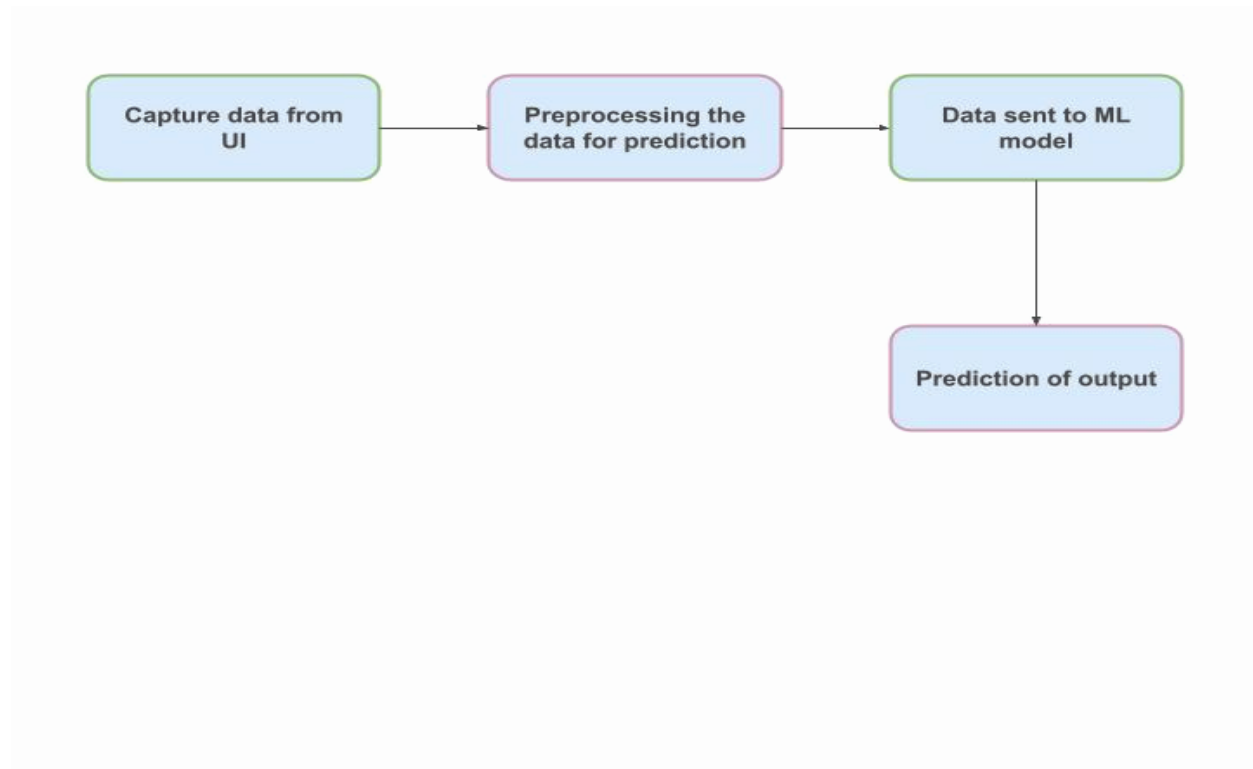 Capture data from
UI
Preprocessing the
data for prediction
Data sent to ML
model
Prediction of output